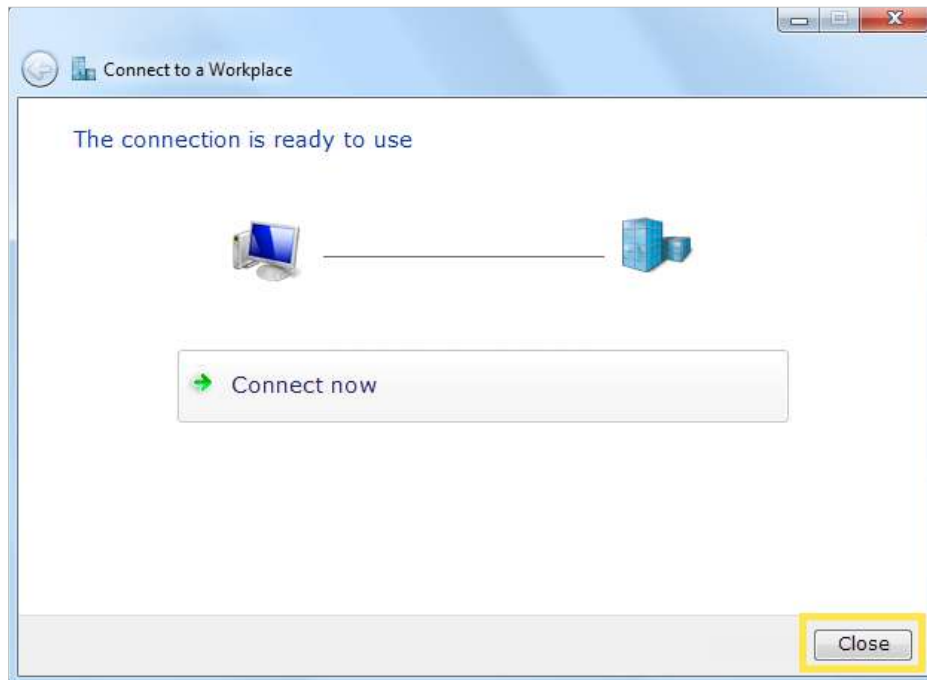 Connect to a Workplace
The connection is ready to use
Connect now
Close